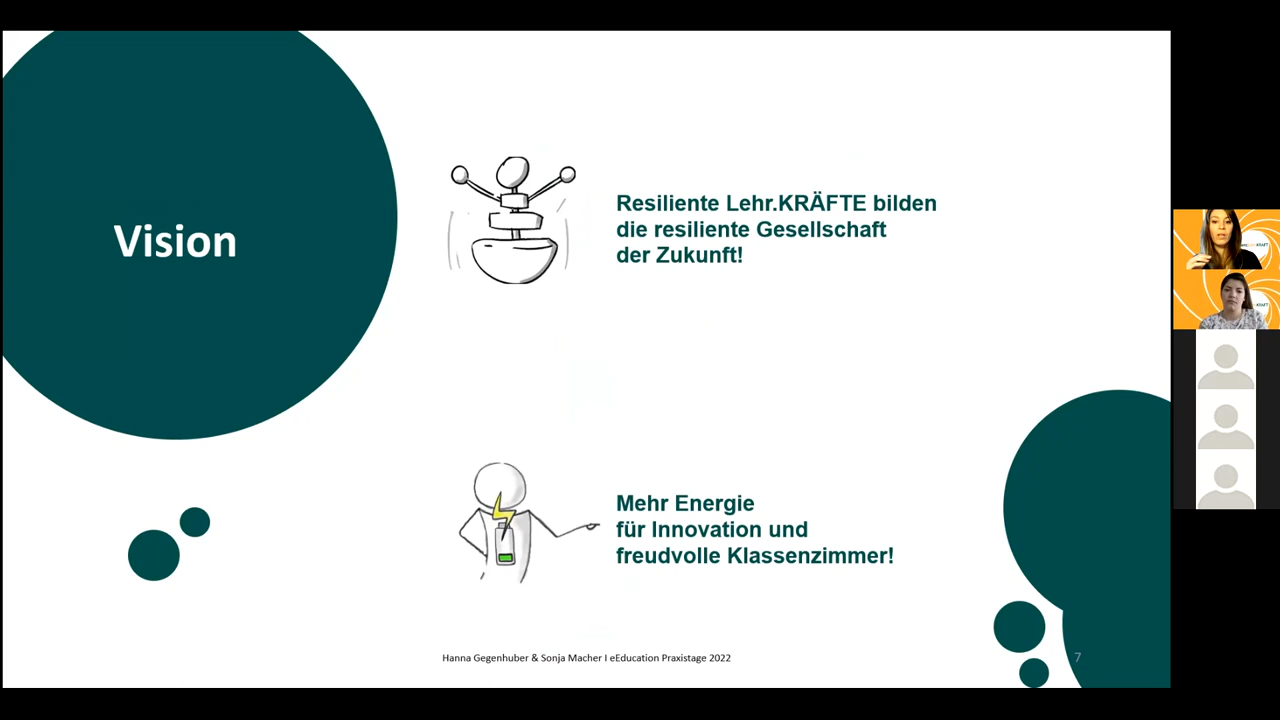 Vision
Resiliente Lehr.KRÄFTE bilden
die resiliente Gesellschaft
der Zukunft!
Mehr Energie
für Innovation und
freudvolle Klassenzimmer!
Hanna Gegenhuber & Sonja Macher I eEducation Praxistage 2022
7